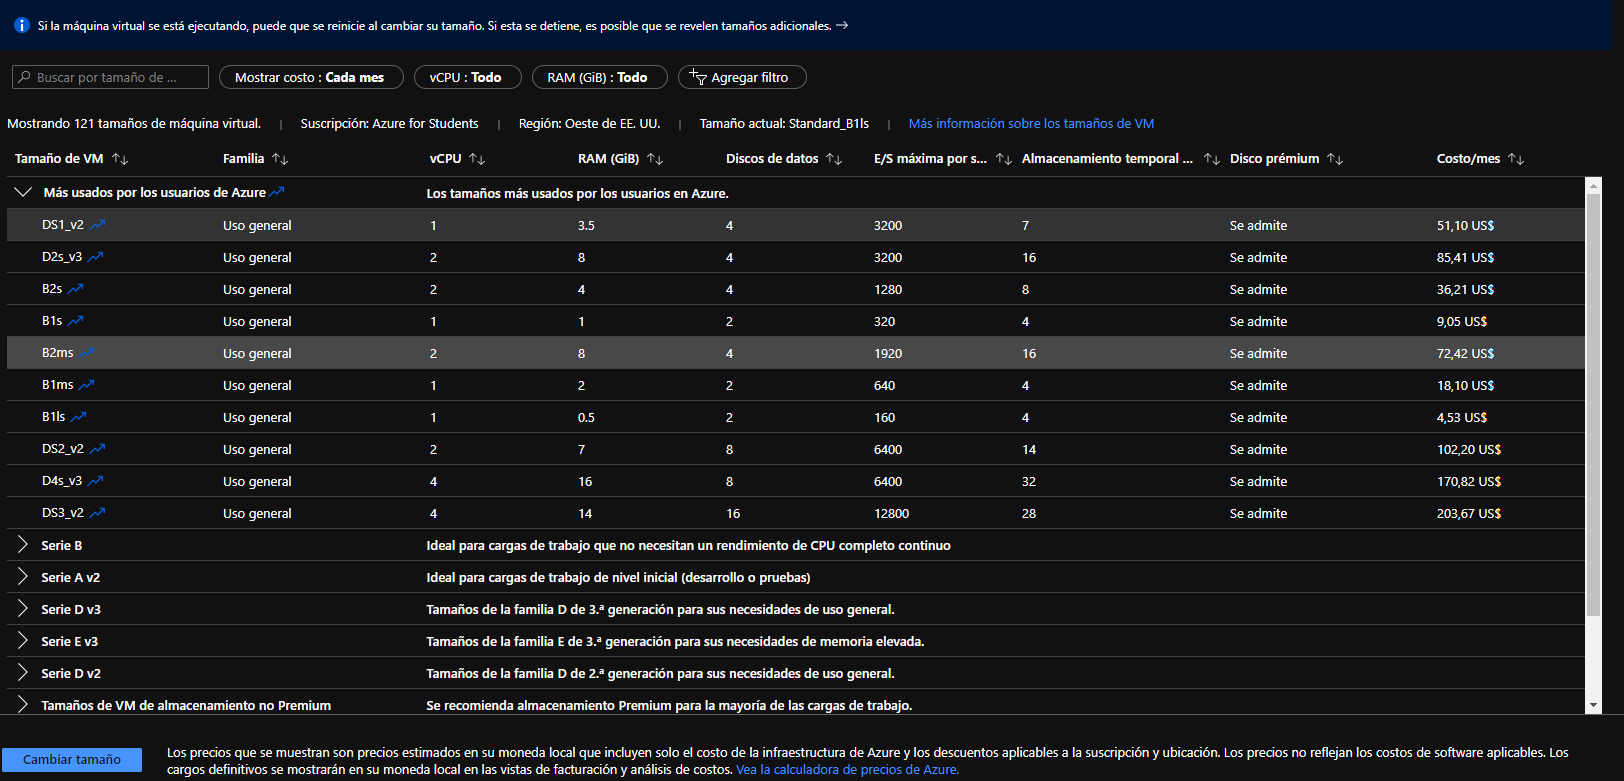 Si la máquina virtual se está ejecutando, puede que se reinicie al cambiar su tamaño. Si esta se detiene, es posible que se revelen tamaños adicionales. →
Buscar por tamaño de ... Mostrar costo : Cada mes vCPU : Todo RAM (GiB) : Todo Agregar filtro
Mostrando 121 tamaños de máquina virtual. | Suscripción: Azure for Students | Región: Oeste de EE. UU. | Tamaño actual: Standard_B1ls | Más información sobre los tamaños de VM
Tamaño de VM ↑↓ Familia ↑↓ vCPU ↑↓ RAM (GiB) ↑↓ Discos de datos ↑↓ E/S máxima por s... ↑↓ Almacenamiento temporal ... ↑↓ Disco prémium ↑↓ Costo/mes ↑↓
Más usados por los usuarios de Azure Los tamaños más usados por los usuarios en Azure.
DS1_v2 Uso general 1 3.5 4 3200 7 Se admite 51,10 US$
D2s_v3 Uso general 2 8 4 3200 16 Se admite 85,41 US$
B2s Uso general 2 4 4 1280 8 Se admite 36,21 US$
B1s Uso general 1 1 2 320 4 Se admite 9,05 US$
B2ms Uso general 2 8 4 1920 16 Se admite 72,42 US$
B1ms Uso general 1 2 2 640 4 Se admite 18,10 US$
B1ls Uso general 1 0.5 2 160 4 Se admite 4,53 US$
DS2_v2 Uso general 2 7 8 6400 14 Se admite 102,20 US$
D4s_v3 Uso general 4 16 8 6400 32 Se admite 170,82 US$
DS3_v2 Uso general 4 14 16 12800 28 Se admite 203,67 US$
Serie B Ideal para cargas de trabajo que no necesitan un rendimiento de CPU completo continuo
Serie A v2 Ideal para cargas de trabajo de nivel inicial (desarrollo o pruebas)
Serie D v3 Tamaños de la familia D de 3.ª generación para sus necesidades de uso general.
Serie E v3 Tamaños de la familia E de 3.ª generación para sus necesidades de memoria elevada.
Serie D v2 Tamaños de la familia D de 2.ª generación para sus necesidades de uso general.
Tamaños de VM de almacenamiento no Premium Se recomienda almacenamiento Premium para la mayoría de las cargas de trabajo.
Cambiar tamaño
Los precios que se muestran son precios estimados en su moneda local que incluyen solo el costo de la infraestructura de Azure y los descuentos aplicables a la suscripción y ubicación. Los precios no reflejan los costos de software aplicables. Los
cargos definitivos se mostrarán en su moneda local en las vistas de facturación y análisis de costos. Vea la calculadora de precios de Azure.